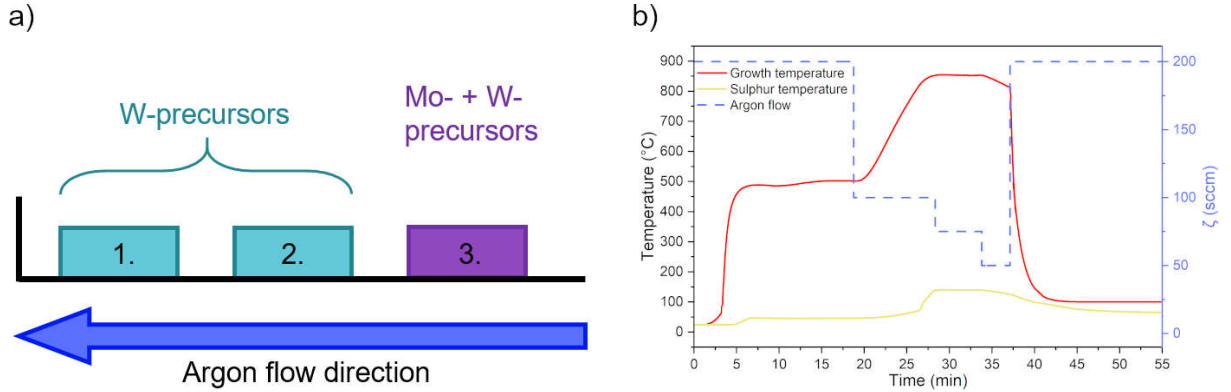 a)
W-precursors
Mo- + W-
precursors
1.
2.
3.
Argon flow direction
b)
900
800
700
600
500
400
300
200
100
0
Temperature (°C)
Growth temperature
Sulphur temperature
Argon flow
200
150
100
50
0
ζ (sccm)
0 5 10 15 20 25 30 35 40 45 50 55
Time (min)